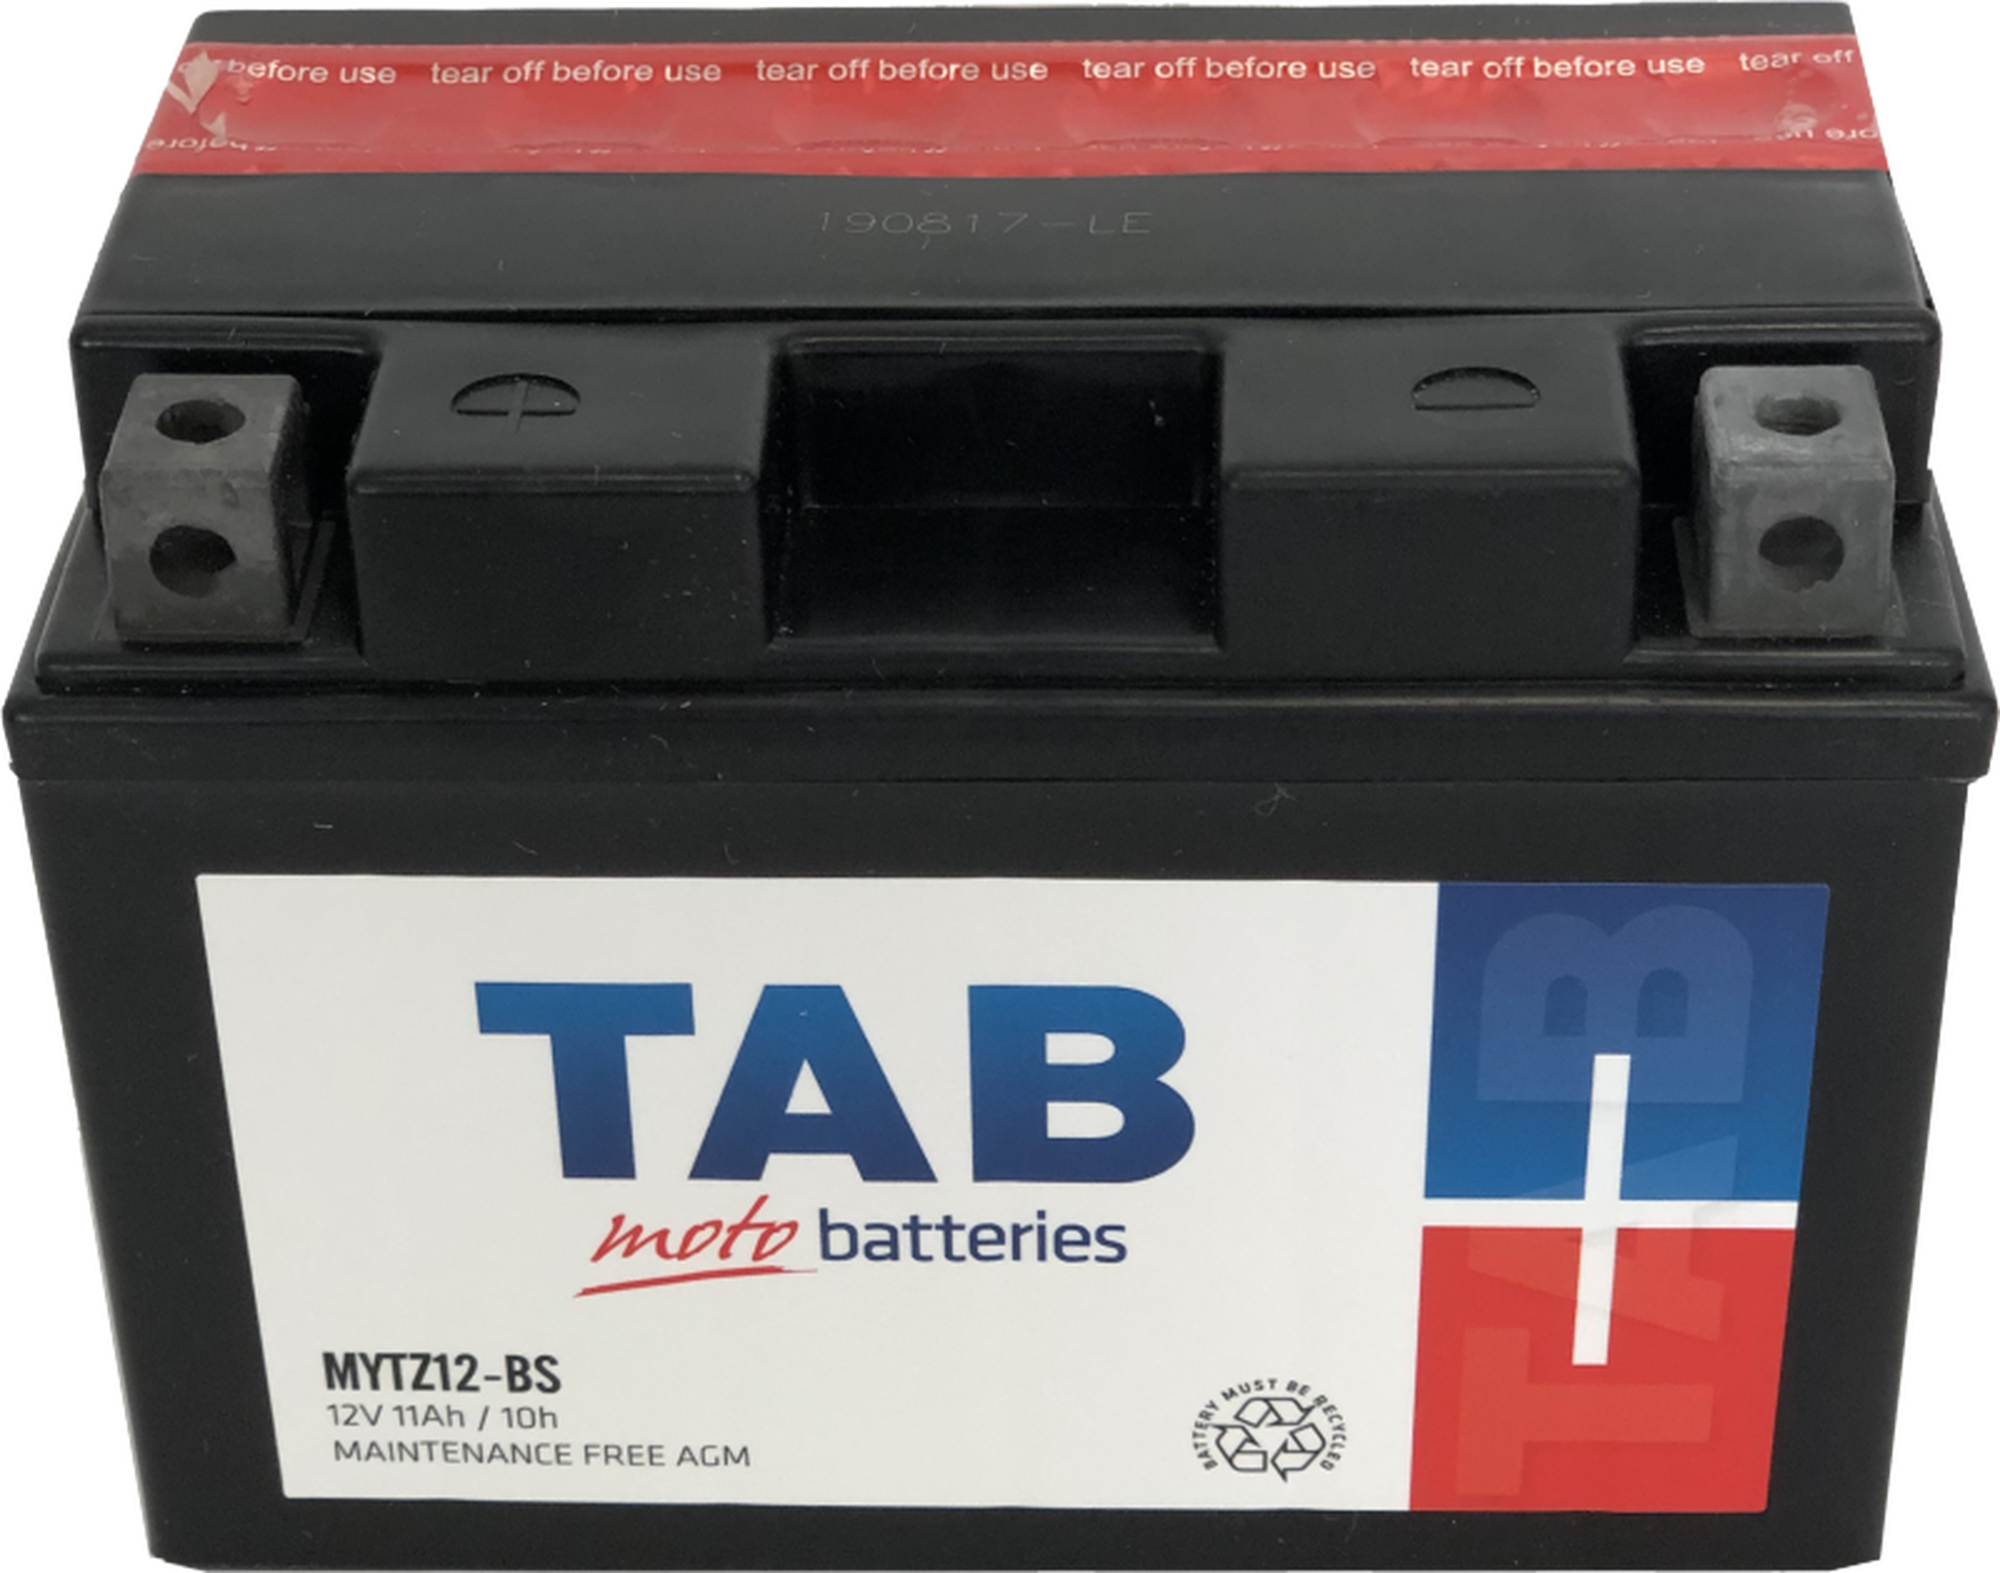 before use tear off before use tear off before use tear off before use tear off before use tear off
190817-LE
TAB
moto batteries
TAB
MYTZ12-BS
12V 11Ah / 10h
MAINTENANCE FREE AGM
BATTERY MUST BE RECYCLED